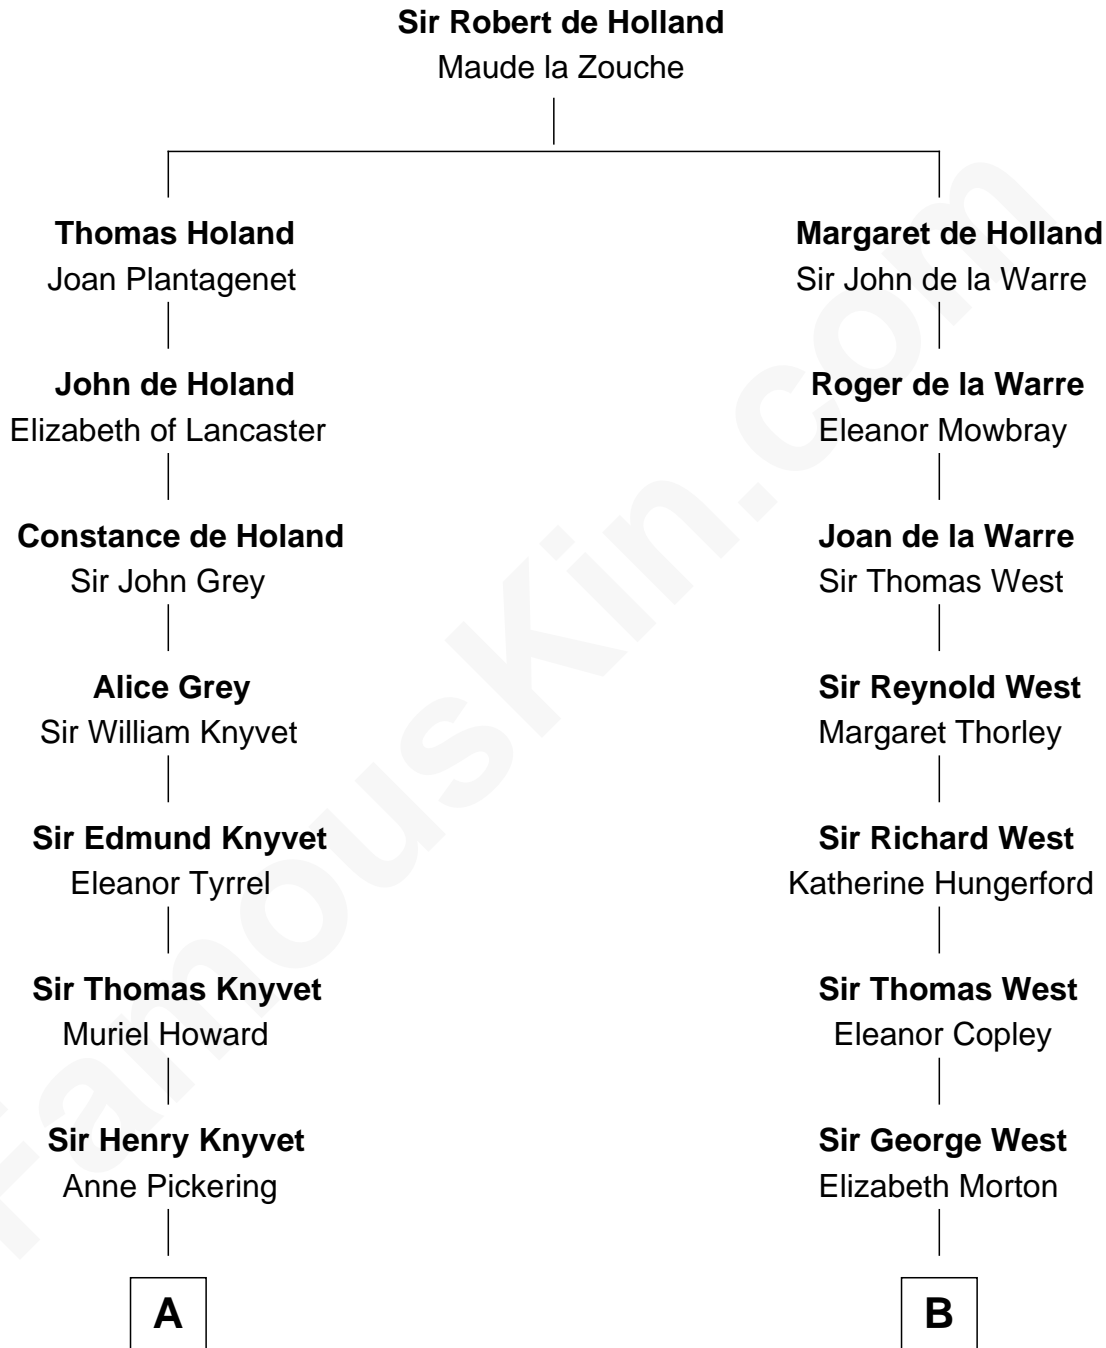 Sir Robert de Holland
Maude la Zouche
Thomas Holand
Joan Plantagenet
Margaret de Holland
Sir John de la Warre
John de Holand
Elizabeth of Lancaster
Roger de la Warre
Eleanor Mowbray
Constance de Holand
Sir John Grey
Joan de la Warre
Sir Thomas West
Alice Grey
Sir William Knyvet
Sir Reynold West
Margaret Thorley
Sir Edmund Knyvet
Eleanor Tyrrel
Sir Richard West
Katherine Hungerford
Sir Thomas Knyvet
Muriel Howard
Sir Thomas West
Eleanor Copley
Sir Henry Knyvet
Anne Pickering
Sir George West
Elizabeth Morton
A
B
FamousKin.com